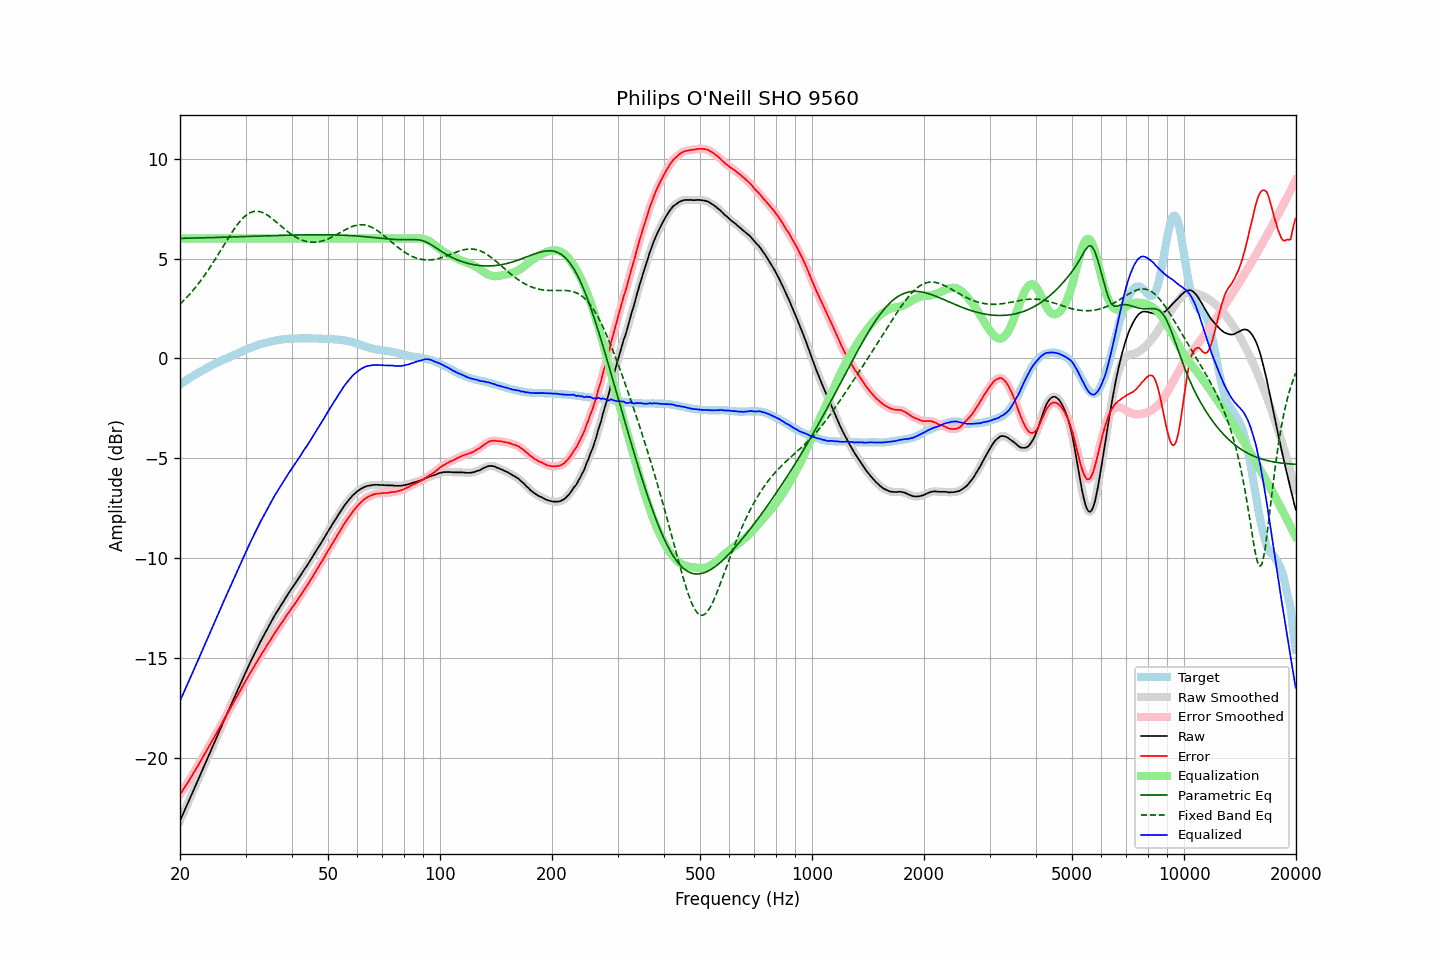 Philips O'Neill SHO 9560
Amplitude (dBr)
10
5
0
−5
−10
−15
−20
20
50
100
200
500
1000
2000
5000
10000
20000
Frequency (Hz)
Target
Raw Smoothed
Error Smoothed
Raw
Error
Equalization
Parametric Eq
Fixed Band Eq
Equalized